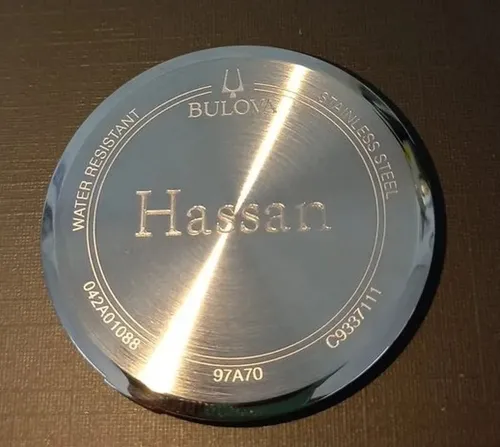 BULOVA
WATER RESISTANT
STAINLESS STEEL
Hassan
042A01088
97A70
C9337111